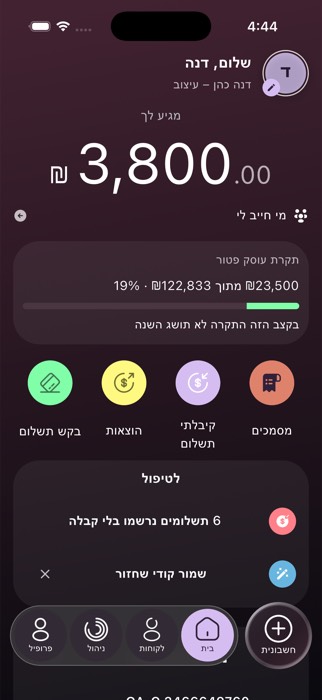 4:44
שלום, דנה
דנה כהן – עיצוב
ד
מגיע לך
₪ 3,800.00
מי חייב לי
תקרת עוסק פטור
₪23,500 מתוך ₪122,833 · 19%
בקצב הזה התקרה לא תושג השנה
מסמכים
קיבלתי
תשלום
הוצאות
בקש תשלום
לטיפול
6 תשלומים נרשמו בלי קבלה
שמור קודי שחזור
חשבונית
בית
לקוחות
ניהול
פרופיל